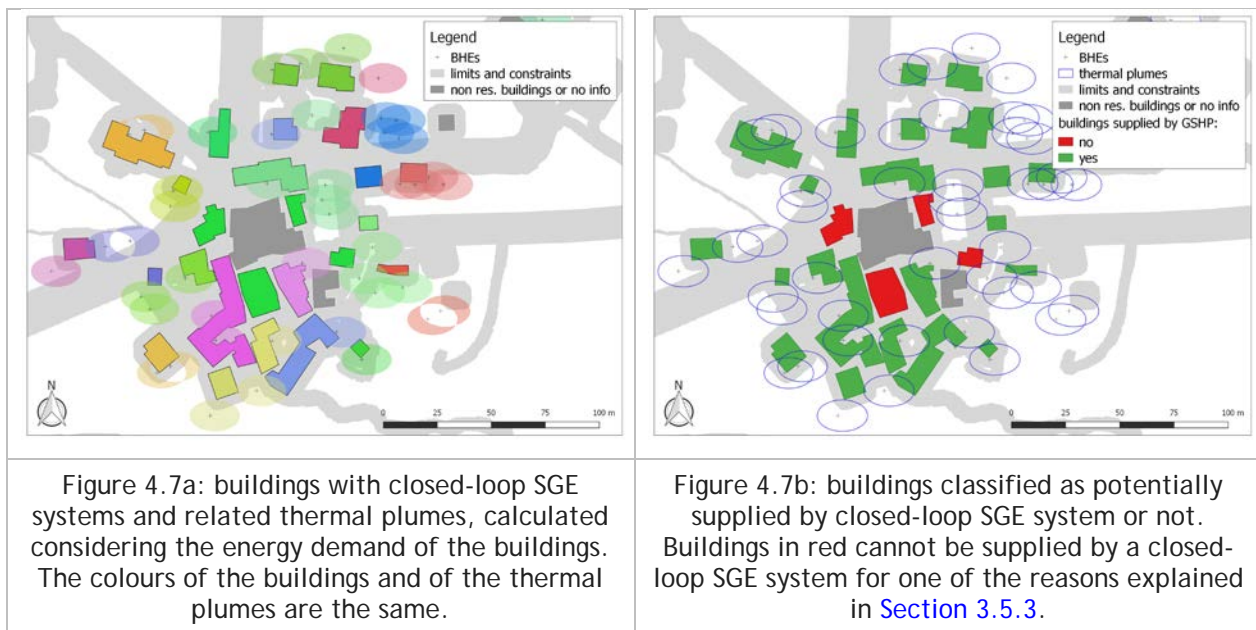 Legend
BHEs
limits and constraints
non res. buildings or no info
N
0 25 50 75 100 m
Legend
BHEs
thermal plumes
limits and constraints
non res. buildings or no info
buildings supplied by GSHP:
no
yes
N
0 25 50 75 100 m
Figure 4.7a: buildings with closed-loop SGE
systems and related thermal plumes, calculated
considering the energy demand of the buildings.
The colours of the buildings and of the thermal
plumes are the same.
Figure 4.7b: buildings classified as potentially
supplied by closed-loop SGE system or not.
Buildings in red cannot be supplied by a closed-
loop SGE system for one of the reasons explained
in Section 3.5.3.